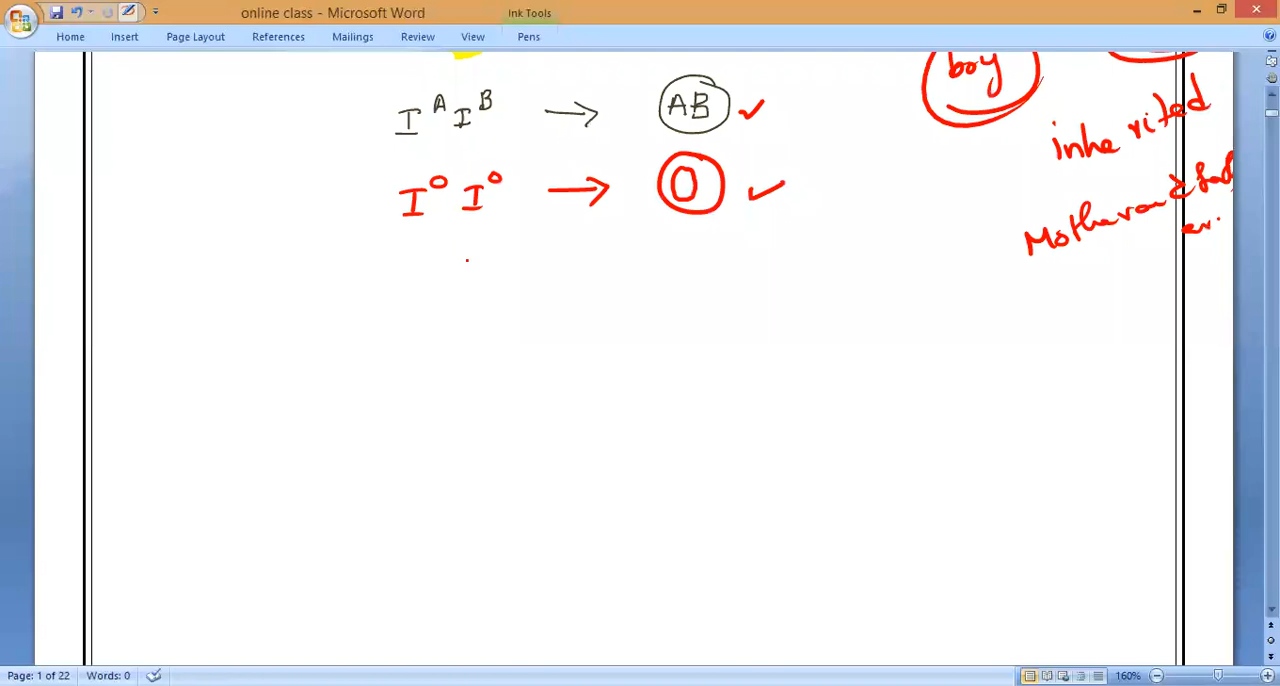 online class - Microsoft Word
Ink Tools
Home Insert Page Layout References Mailings Review View Pens
boy
I^A I^B → AB ✓
inherited
I^O I^O → O ✓
Page: 1 of 22 Words: 0 160%